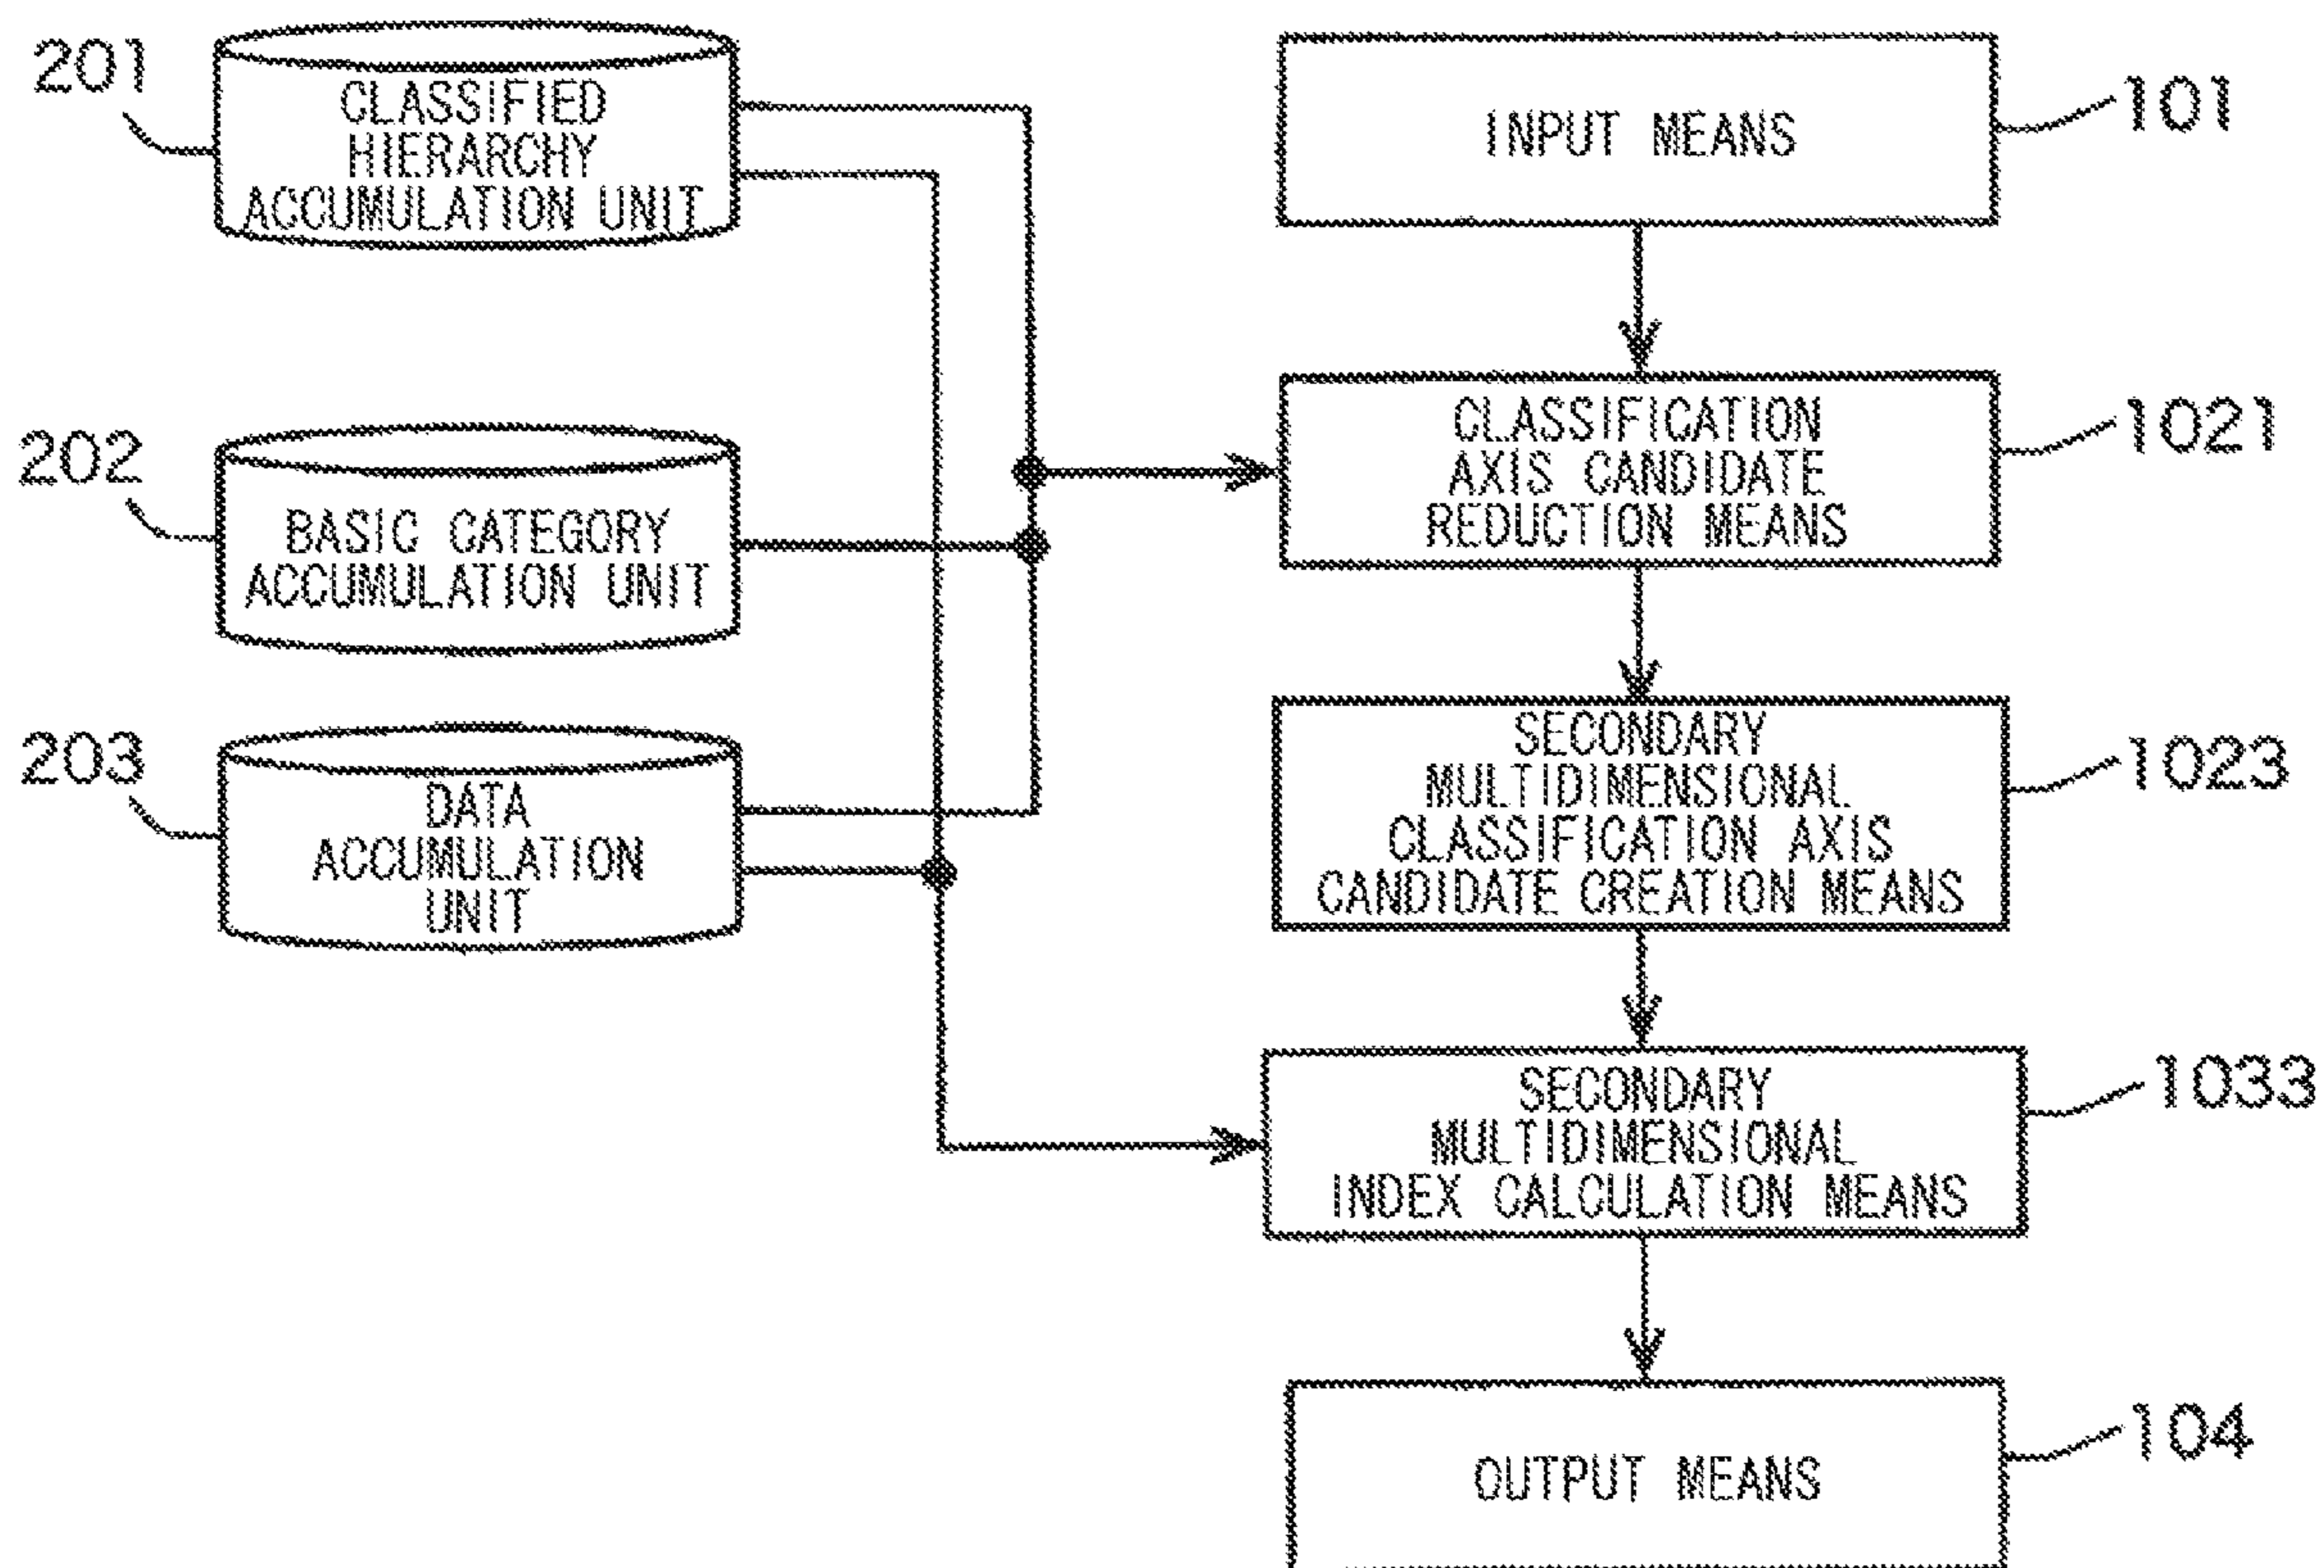 201
CLASSIFIED
HIERARCHY
ACCUMULATION UNIT
202
BASIC CATEGORY
ACCUMULATION UNIT
203
DATA
ACCUMULATION
UNIT
INPUT MEANS
101
CLASSIFICATION
AXIS CANDIDATE
REDUCTION MEANS
1021
SECONDARY
MULTIDIMENSIONAL
CLASSIFICATION AXIS
CANDIDATE CREATION MEANS
1023
SECONDARY
MULTIDIMENSIONAL
INDEX CALCULATION MEANS
1033
OUTPUT MEANS
104